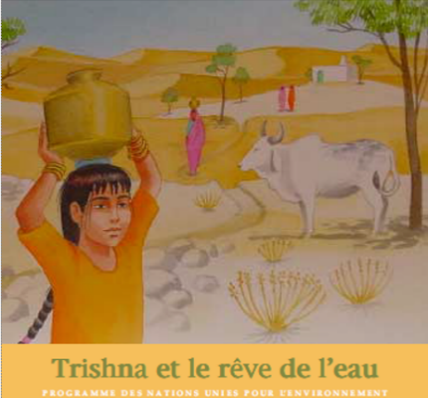 Trishna et le rêve de l'eau
PROGRAMME DES NATIONS UNIES POUR L'ENVIRONNEMENT